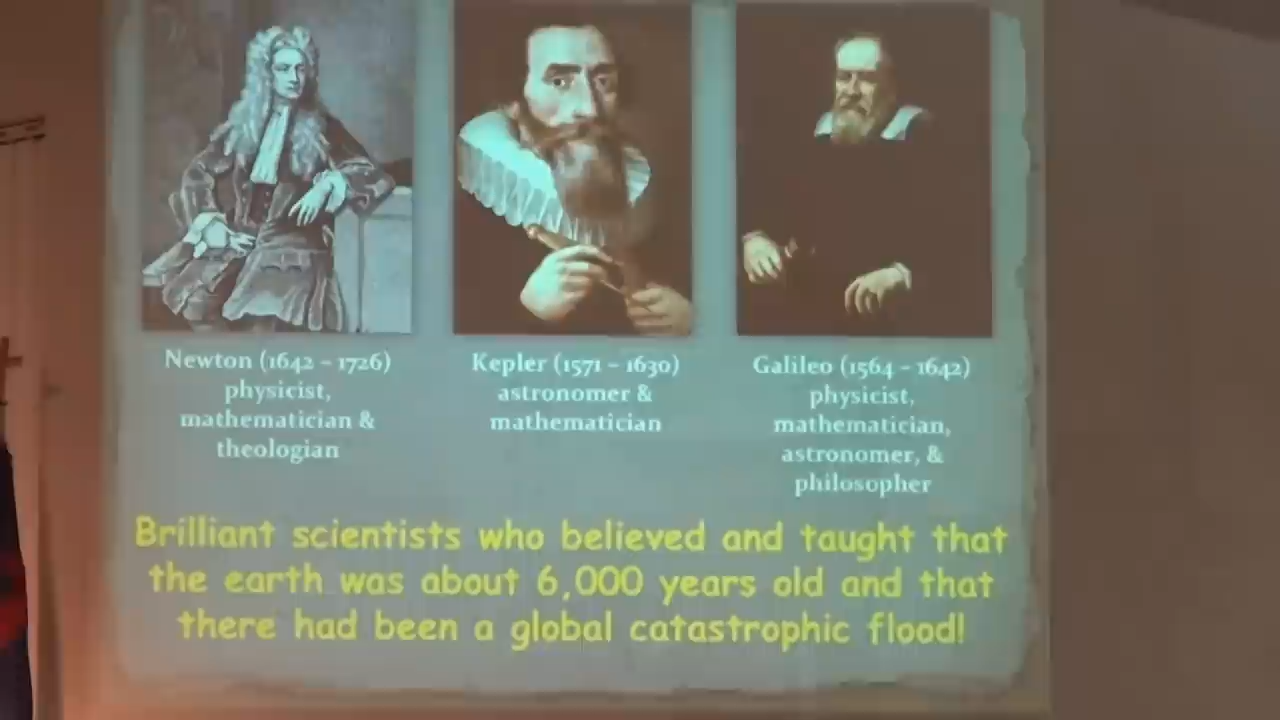 Newton (1642 – 1726)
physicist,
mathematician &
theologian
Kepler (1571 – 1630)
astronomer &
mathematician
Galileo (1564 – 1642)
physicist,
mathematician,
astronomer, &
philosopher
Brilliant scientists who believed and taught that
the earth was about 6,000 years old and that
there had been a global catastrophic flood!